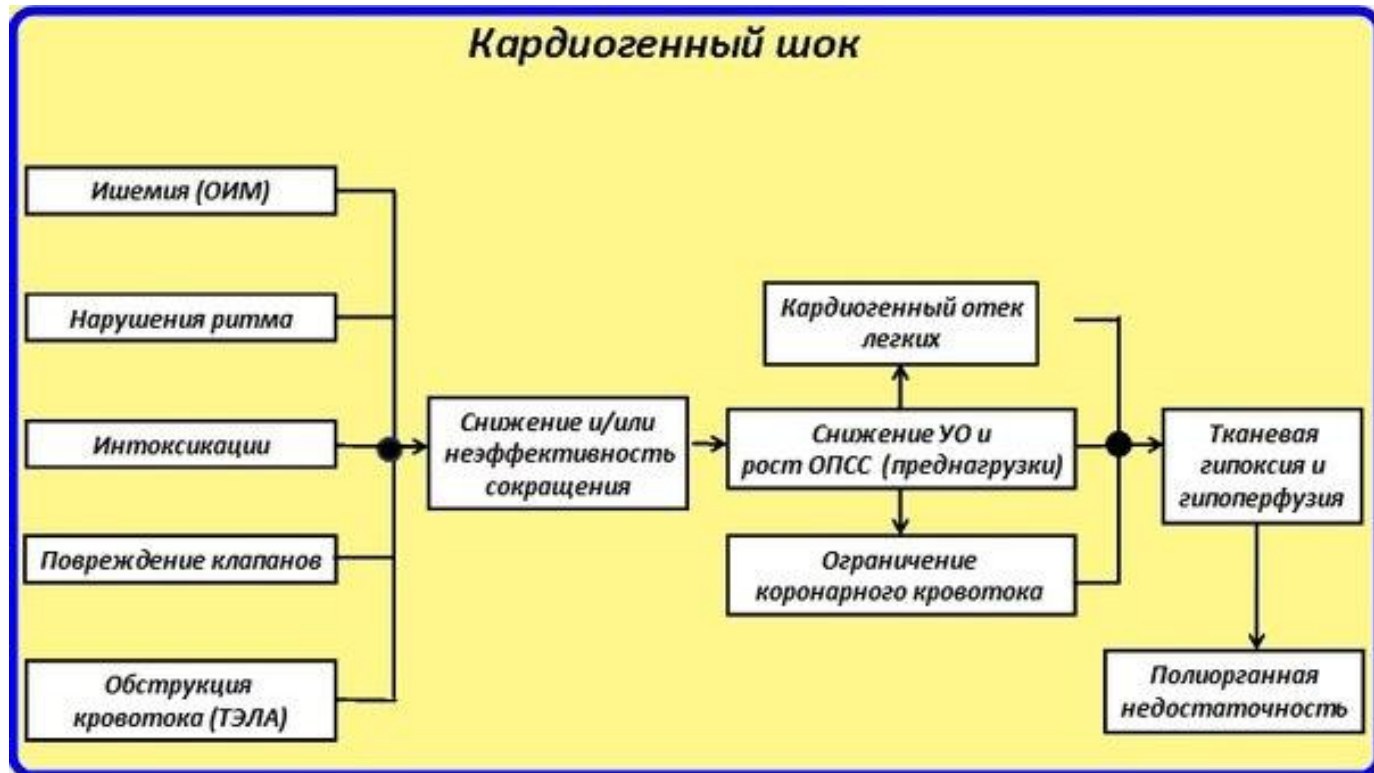 Кардиогенный шок
Ишемия (ОИМ)
Нарушения ритма
Интоксикации
Повреждение клапанов
Обструкция
кровотока (ТЭЛА)
Снижение и/или
неэффективность
сокращения
Кардиогенный отек
легких
Снижение УО и
рост ОПСС (преднагрузки)
Ограничение
коронарного кровотока
Тканевая
гипоксия и
гипоперфузия
Полиорганная
недостаточность